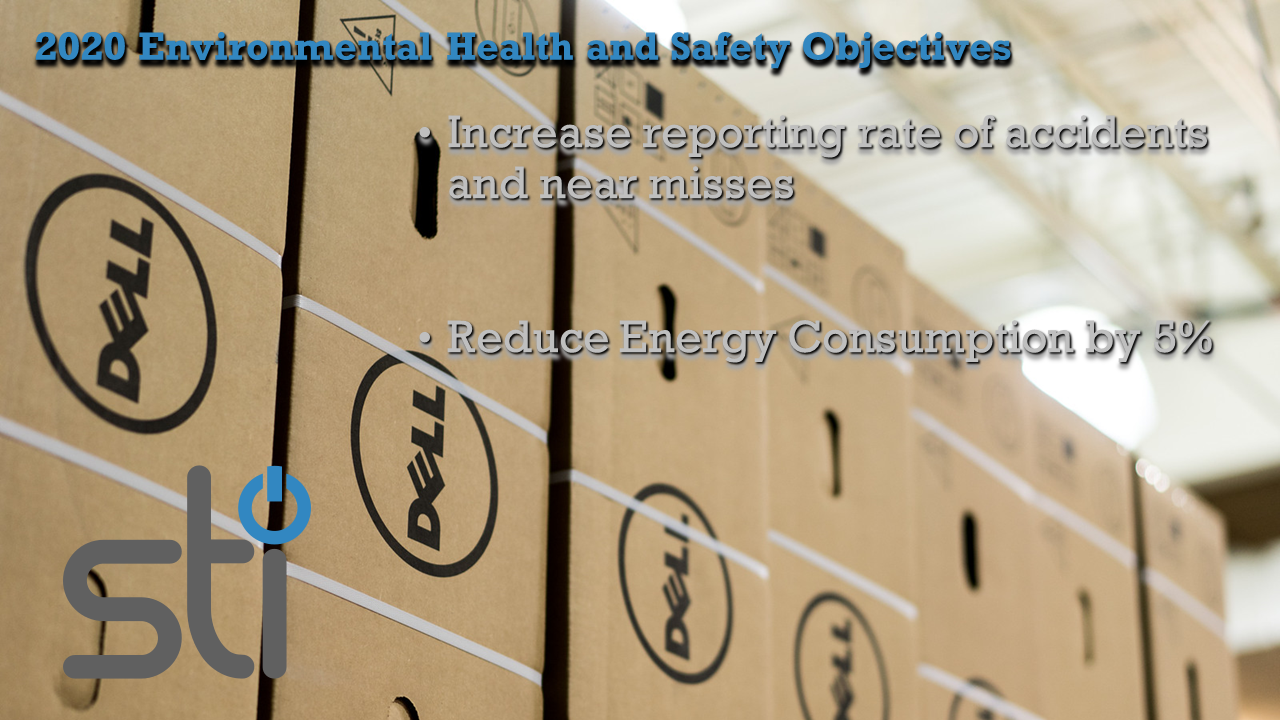 2020 Environmental Health and Safety Objectives
• Increase reporting rate of accidents
and near misses
• Reduce Energy Consumption by 5%
DELL
DELL
DELL
DELL
sti